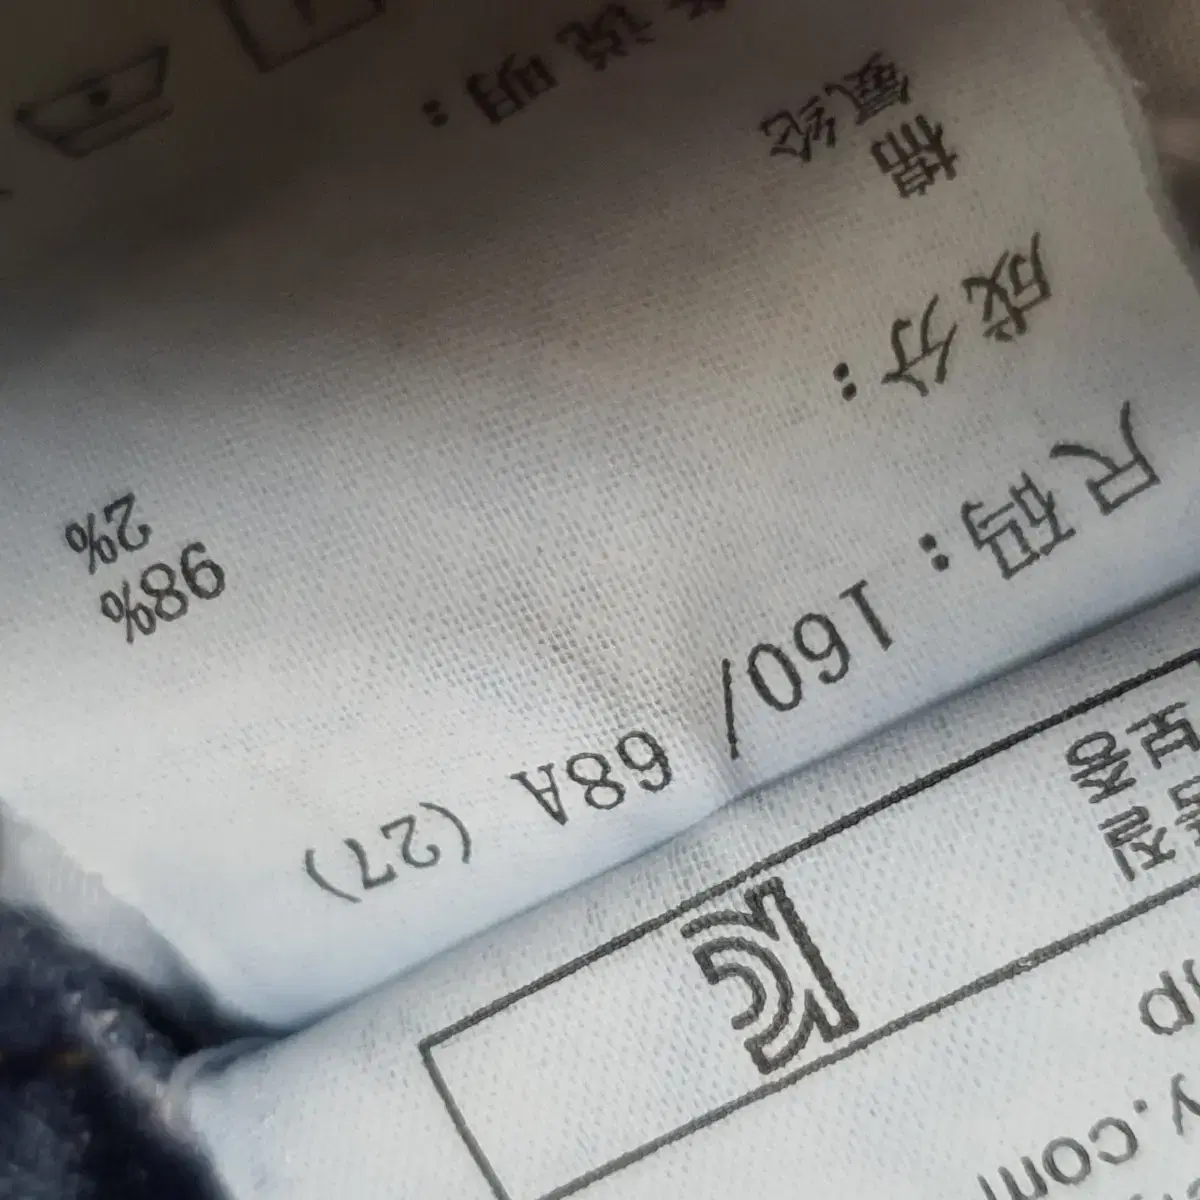 .com
KC
尺码：160/ 68A (27)
成分：
棉 98%
氨纶 2%
说明：